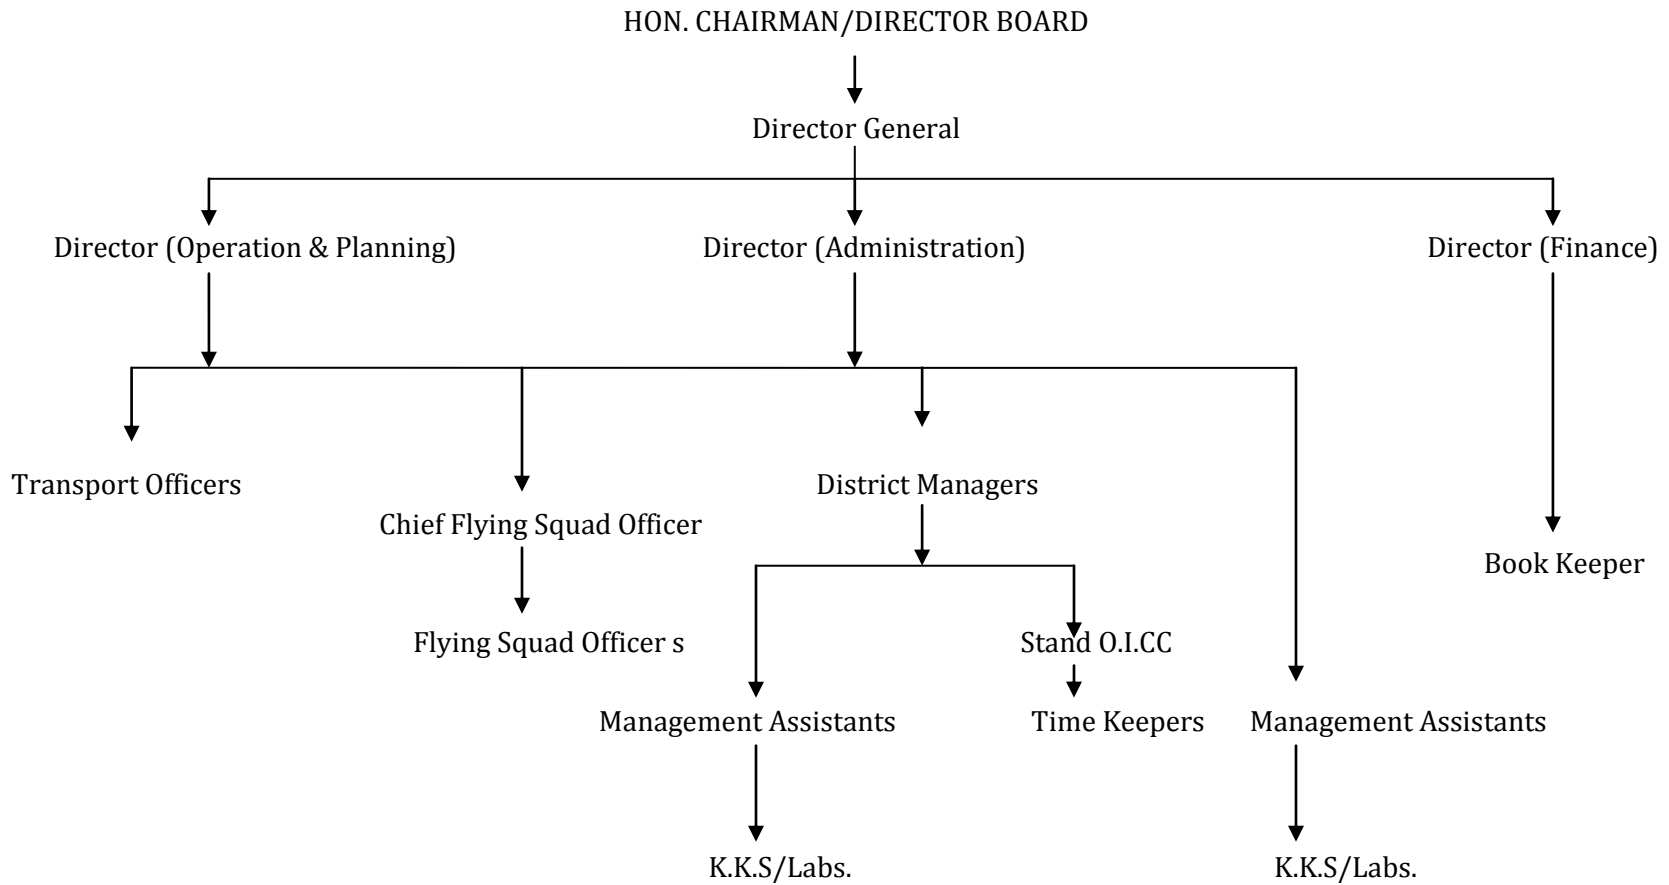 HON. CHAIRMAN/DIRECTOR BOARD
Director General
Director (Operation & Planning)
Director (Administration)
Director (Finance)
Transport Officers
District Managers
Chief Flying Squad Officer
Book Keeper
Flying Squad Officer s
Stand O.I.CC
Management Assistants
Time Keepers
Management Assistants
K.K.S/Labs.
K.K.S/Labs.